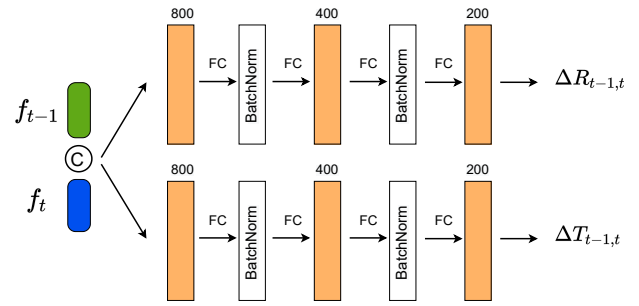 800 400 200
FC FC FC FC
BatchNorm BatchNorm
ΔR_{t-1,t}
f_{t-1}
C
f_t
800 400 200
FC FC FC FC
BatchNorm BatchNorm
ΔT_{t-1,t}